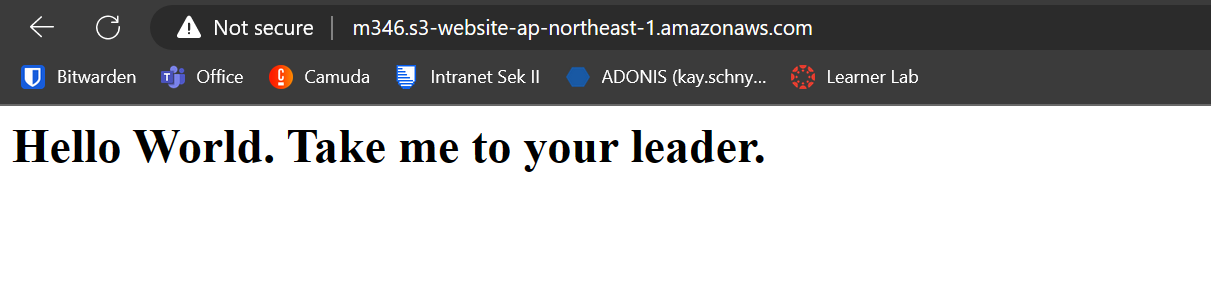 Not secure m346.s3-website-ap-northeast-1.amazonaws.com
Bitwarden Office Camuda Intranet Sek II ADONIS (kay.schny... Learner Lab
Hello World. Take me to your leader.